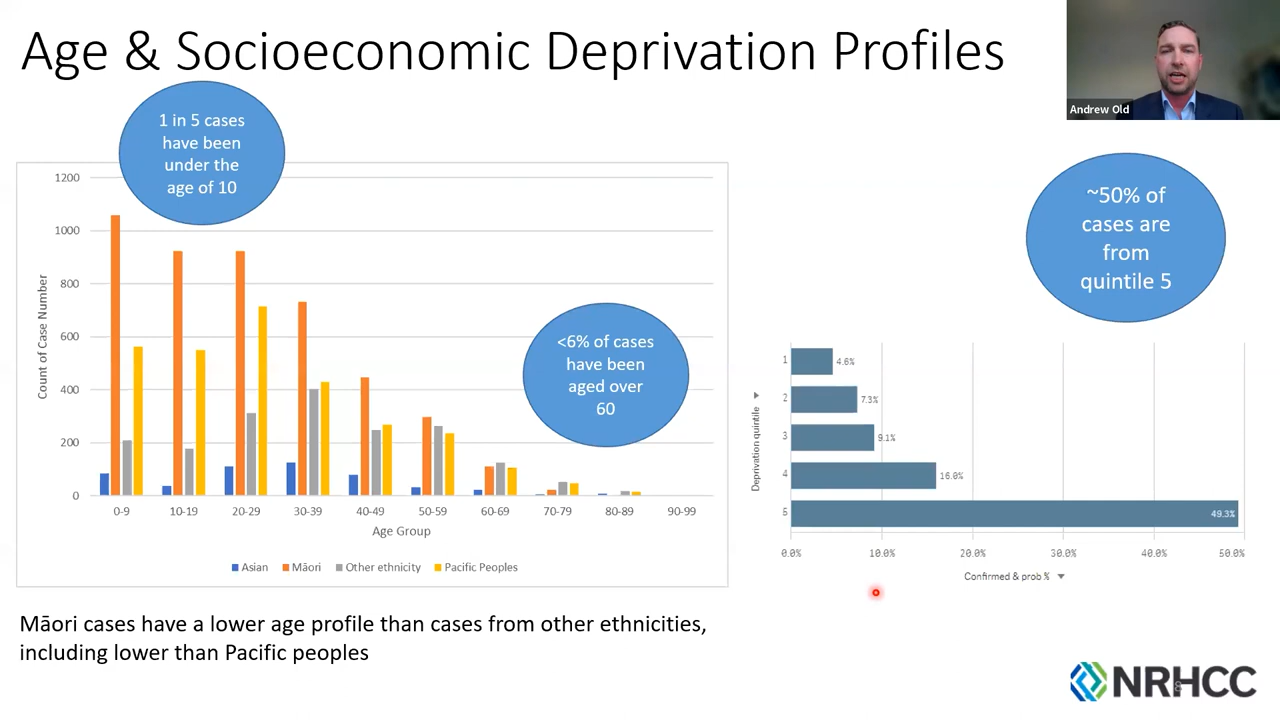 Age & Socioeconomic Deprivation Profiles
Andrew Old
1 in 5 cases
have been
under the
age of 10
~50% of
cases are
from
quintile 5
<6% of cases
have been
aged over
60
Count of Case Number
1200
1000
800
600
400
200
0
0-9 10-19 20-29 30-39 40-49 50-59 60-69 70-79 80-89 90-99
Age Group
Asian Māori Other ethnicity Pacific Peoples
Deprivation quintile
1 4.6%
2 7.3%
3 9.1%
4 16.0%
5 49.3%
0.0% 10.0% 20.0% 30.0% 40.0% 50.0%
Confirmed & prob %
Māori cases have a lower age profile than cases from other ethnicities,
including lower than Pacific peoples
NRHCC